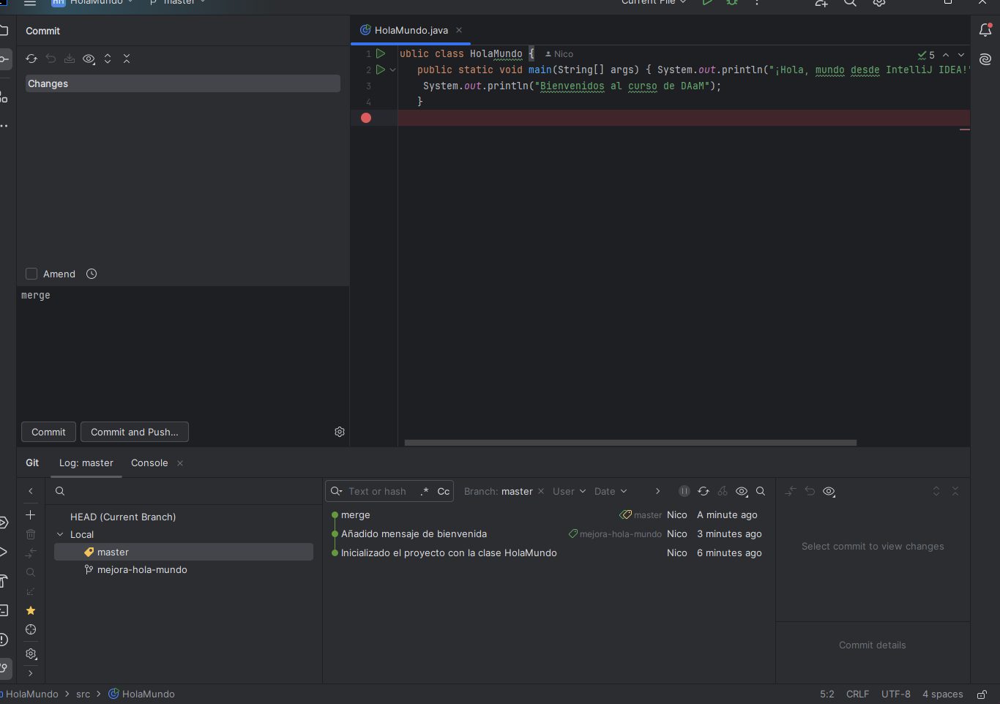 HM HolaMundo master Current File
Commit
HolaMundo.java
Changes
1 ublic class HolaMundo { Nico
5
2 public static void main(String[] args) { System.out.println("¡Hola, mundo desde IntelliJ IDEA!"
3 System.out.println("Bienvenidos al curso de DAaM");
4 }
Amend
merge
Commit Commit and Push...
Git Log: master Console
Text or hash .* Cc Branch: master User Date
HEAD (Current Branch)
Local
master
mejora-hola-mundo
merge master Nico A minute ago
Añadido mensaje de bienvenida mejora-hola-mundo Nico 3 minutes ago
Inicializado el proyecto con la clase HolaMundo Nico 6 minutes ago
Select commit to view changes
Commit details
HolaMundo > src > HolaMundo
5:2 CRLF UTF-8 4 spaces